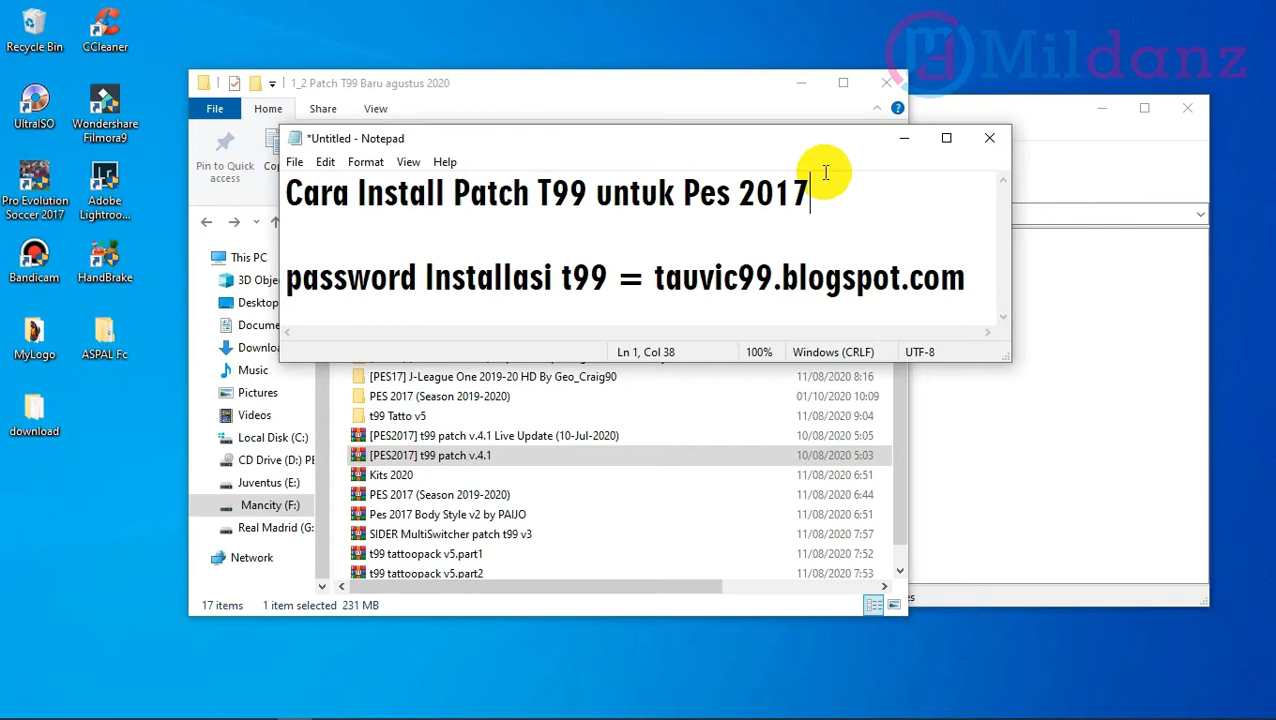 Recycle Bin
CCleaner
Mildanz
UltraISO
Wondershare Filmora9
Pro Evolution Soccer 2017
Adobe Lightroo...
Bandicam
HandBrake
MyLogo
ASPAL Fc
download
1_2 Patch T99 Baru agustus 2020
File
Home
Share
View
Pin to Quick access
*Untitled - Notepad
File
Edit
Format
View
Help
Cara Install Patch T99 untuk Pes 2017
password Installasi t99 = tauvic99.blogspot.com
Ln 1, Col 38
100%
Windows (CRLF)
UTF-8
This PC
3D Obje
Desktop
Docume
Downlo
Music
Pictures
Videos
Local Disk (C:)
CD Drive (D:) PE
Juventus (E:)
Mancity (F:)
Real Madrid (G:
Network
[PES17] J-League One 2019-20 HD By Geo_Craig90 11/08/2020 8:16
PES 2017 (Season 2019-2020) 01/10/2020 10:09
t99 Tatto v5 11/08/2020 9:04
[PES2017] t99 patch v.4.1 Live Update (10-Jul-2020) 10/08/2020 5:05
[PES2017] t99 patch v.4.1 10/08/2020 5:03
Kits 2020 11/08/2020 6:53
PES 2017 (Season 2019-2020) 11/08/2020 6:44
Pes 2017 Body Style v2 by PAIJO 11/08/2020 6:51
SIDER MultiSwitcher patch t99 v3 11/08/2020 7:57
t99 tattoopack v5.part1 11/08/2020 7:52
t99 tattoopack v5.part2 11/08/2020 7:53
17 items
1 item selected 231 MB